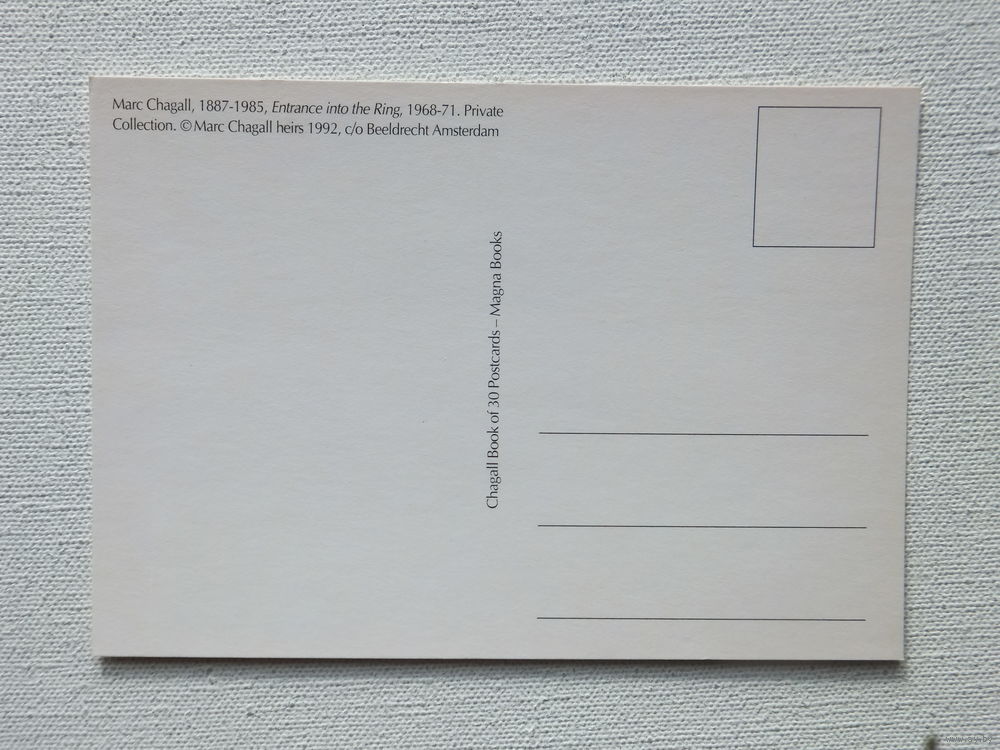 Marc Chagall, 1887-1985, Entrance into the Ring, 1968-71. Private
Collection. © Marc Chagall heirs 1992, c/o Beeldrecht Amsterdam
Chagall Book of 30 Postcards – Magna Books